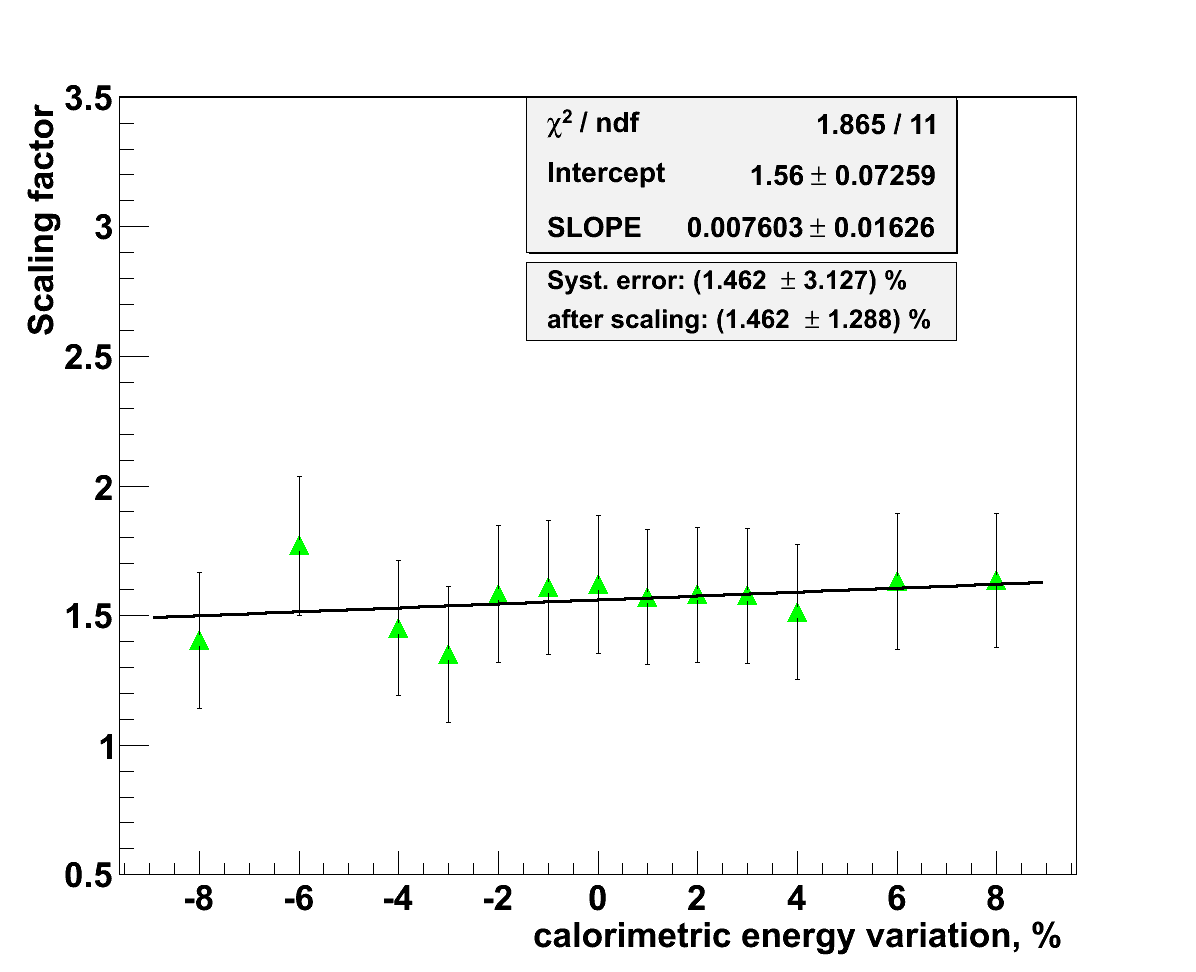 3.5
3
2.5
2
1.5
1
0.5
Scaling factor
χ² / ndf 1.865 / 11
Intercept 1.56 ± 0.07259
SLOPE 0.007603 ± 0.01626
Syst. error: (1.462 ± 3.127) %
after scaling: (1.462 ± 1.288) %
-8 -6 -4 -2 0 2 4 6 8
calorimetric energy variation, %